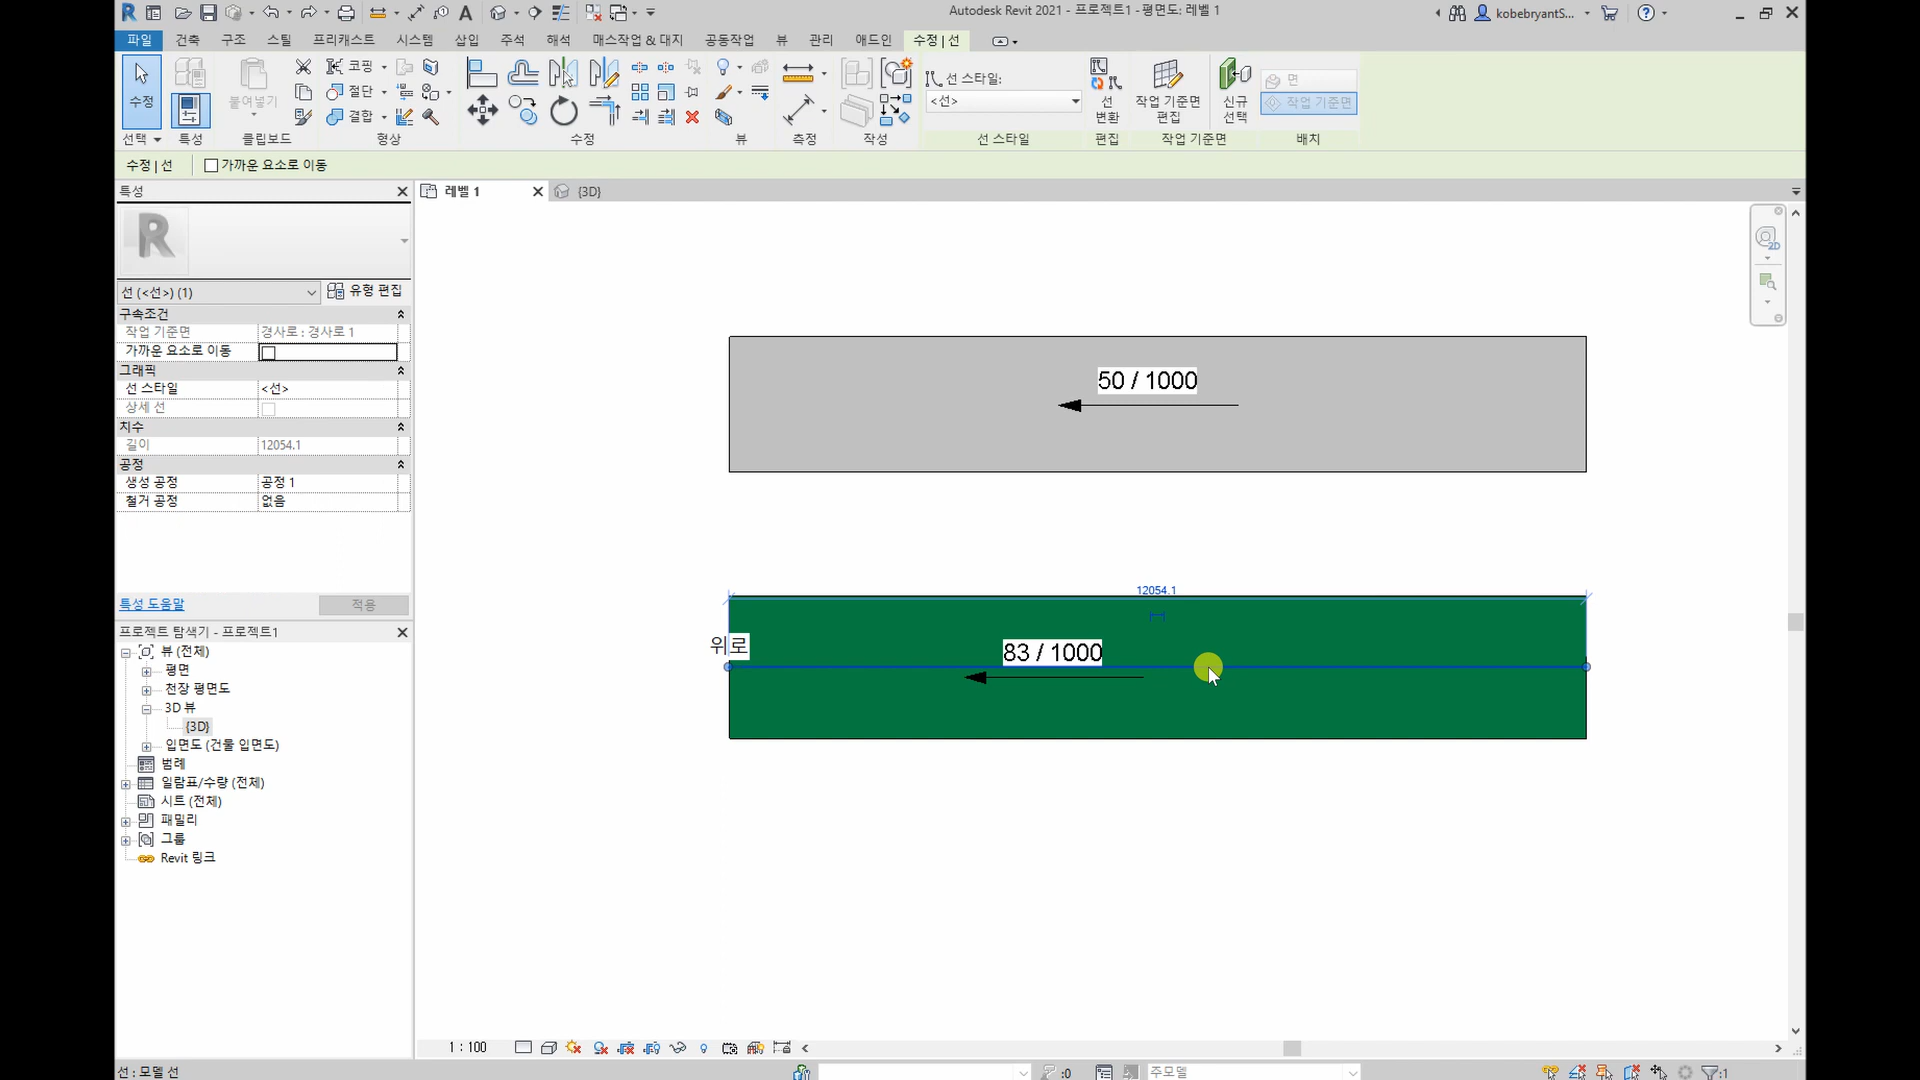 Autodesk Revit 2021 - 프로젝트1 - 평면도: 레벨 1
kobebryantS...
파일 건축 구조 스틸 프리캐스트 시스템 삽입 주석 해석 매스작업 & 대지 공동작업 뷰 관리 애드인 수정 | 선
수정
붙여넣기
코핑
절단
결합
선 스타일:
<선>
선
변환
작업 기준면
편집
신규
선택
면
작업 기준면
선택 특성 클립보드 형상 수정 뷰 측정 작성 선 스타일 편집 작업 기준면 배치
수정 | 선 가까운 요소로 이동
특성
레벨 1
{3D}
2D
R
선 (<선>) (1)
유형 편집
구속조건
작업 기준면 경사로 : 경사로 1
가까운 요소로 이동
그래픽
선 스타일 <선>
상세 선
치수
길이 12054.1
공정
생성 공정 공정 1
철거 공정 없음
특성 도움말
적용
프로젝트 탐색기 - 프로젝트1
뷰 (전체)
평면
천장 평면도
3D 뷰
{3D}
입면도 (건물 입면도)
범례
일람표/수량 (전체)
시트 (전체)
패밀리
그룹
Revit 링크
50 / 1000
12054.1
위로
83 / 1000
1 : 100
선 : 모델 선
:0
주모델
:1